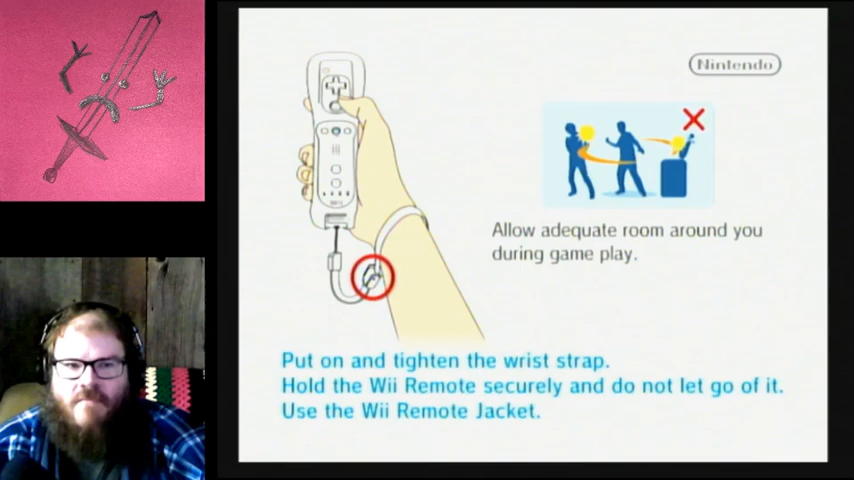 Nintendo
Allow adequate room around you
during game play.
Put on and tighten the wrist strap.
Hold the Wii Remote securely and do not let go of it.
Use the Wii Remote Jacket.